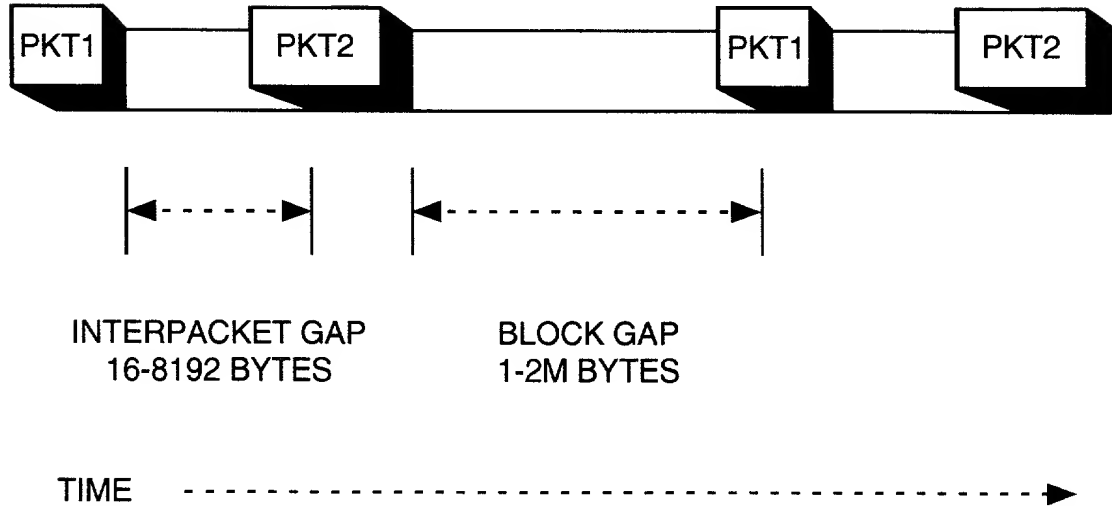 PKT1 PKT2 PKT1 PKT2
INTERPACKET GAP
16-8192 BYTES
BLOCK GAP
1-2M BYTES
TIME